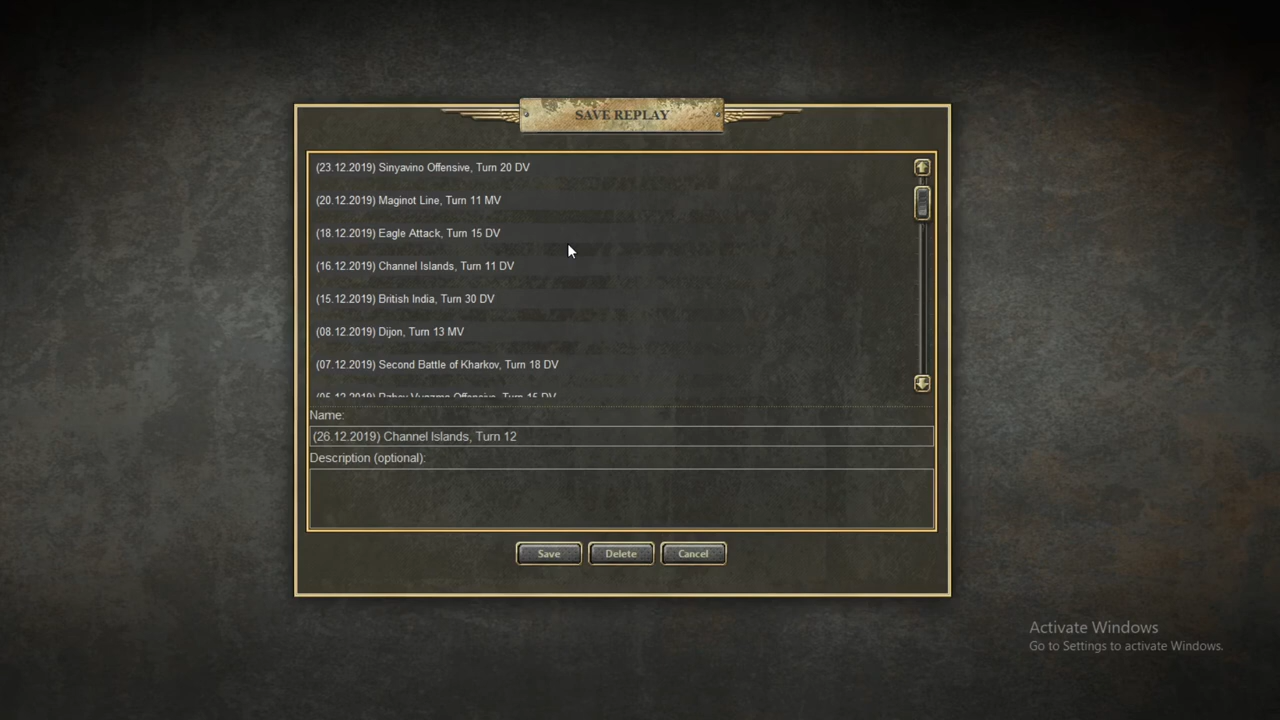 SAVE REPLAY
(23.12.2019) Sinyavino Offensive, Turn 20 DV
(20.12.2019) Maginot Line, Turn 11 MV
(18.12.2019) Eagle Attack, Turn 15 DV
(16.12.2019) Channel Islands, Turn 11 DV
(15.12.2019) British India, Turn 30 DV
(08.12.2019) Dijon, Turn 13 MV
(07.12.2019) Second Battle of Kharkov, Turn 18 DV
Offensive, Turn 15 DV
Name:
(26.12.2019) Channel Islands, Turn 12
Description (optional):
Save Delete Cancel
Activate Windows
Go to Settings to activate Windows.